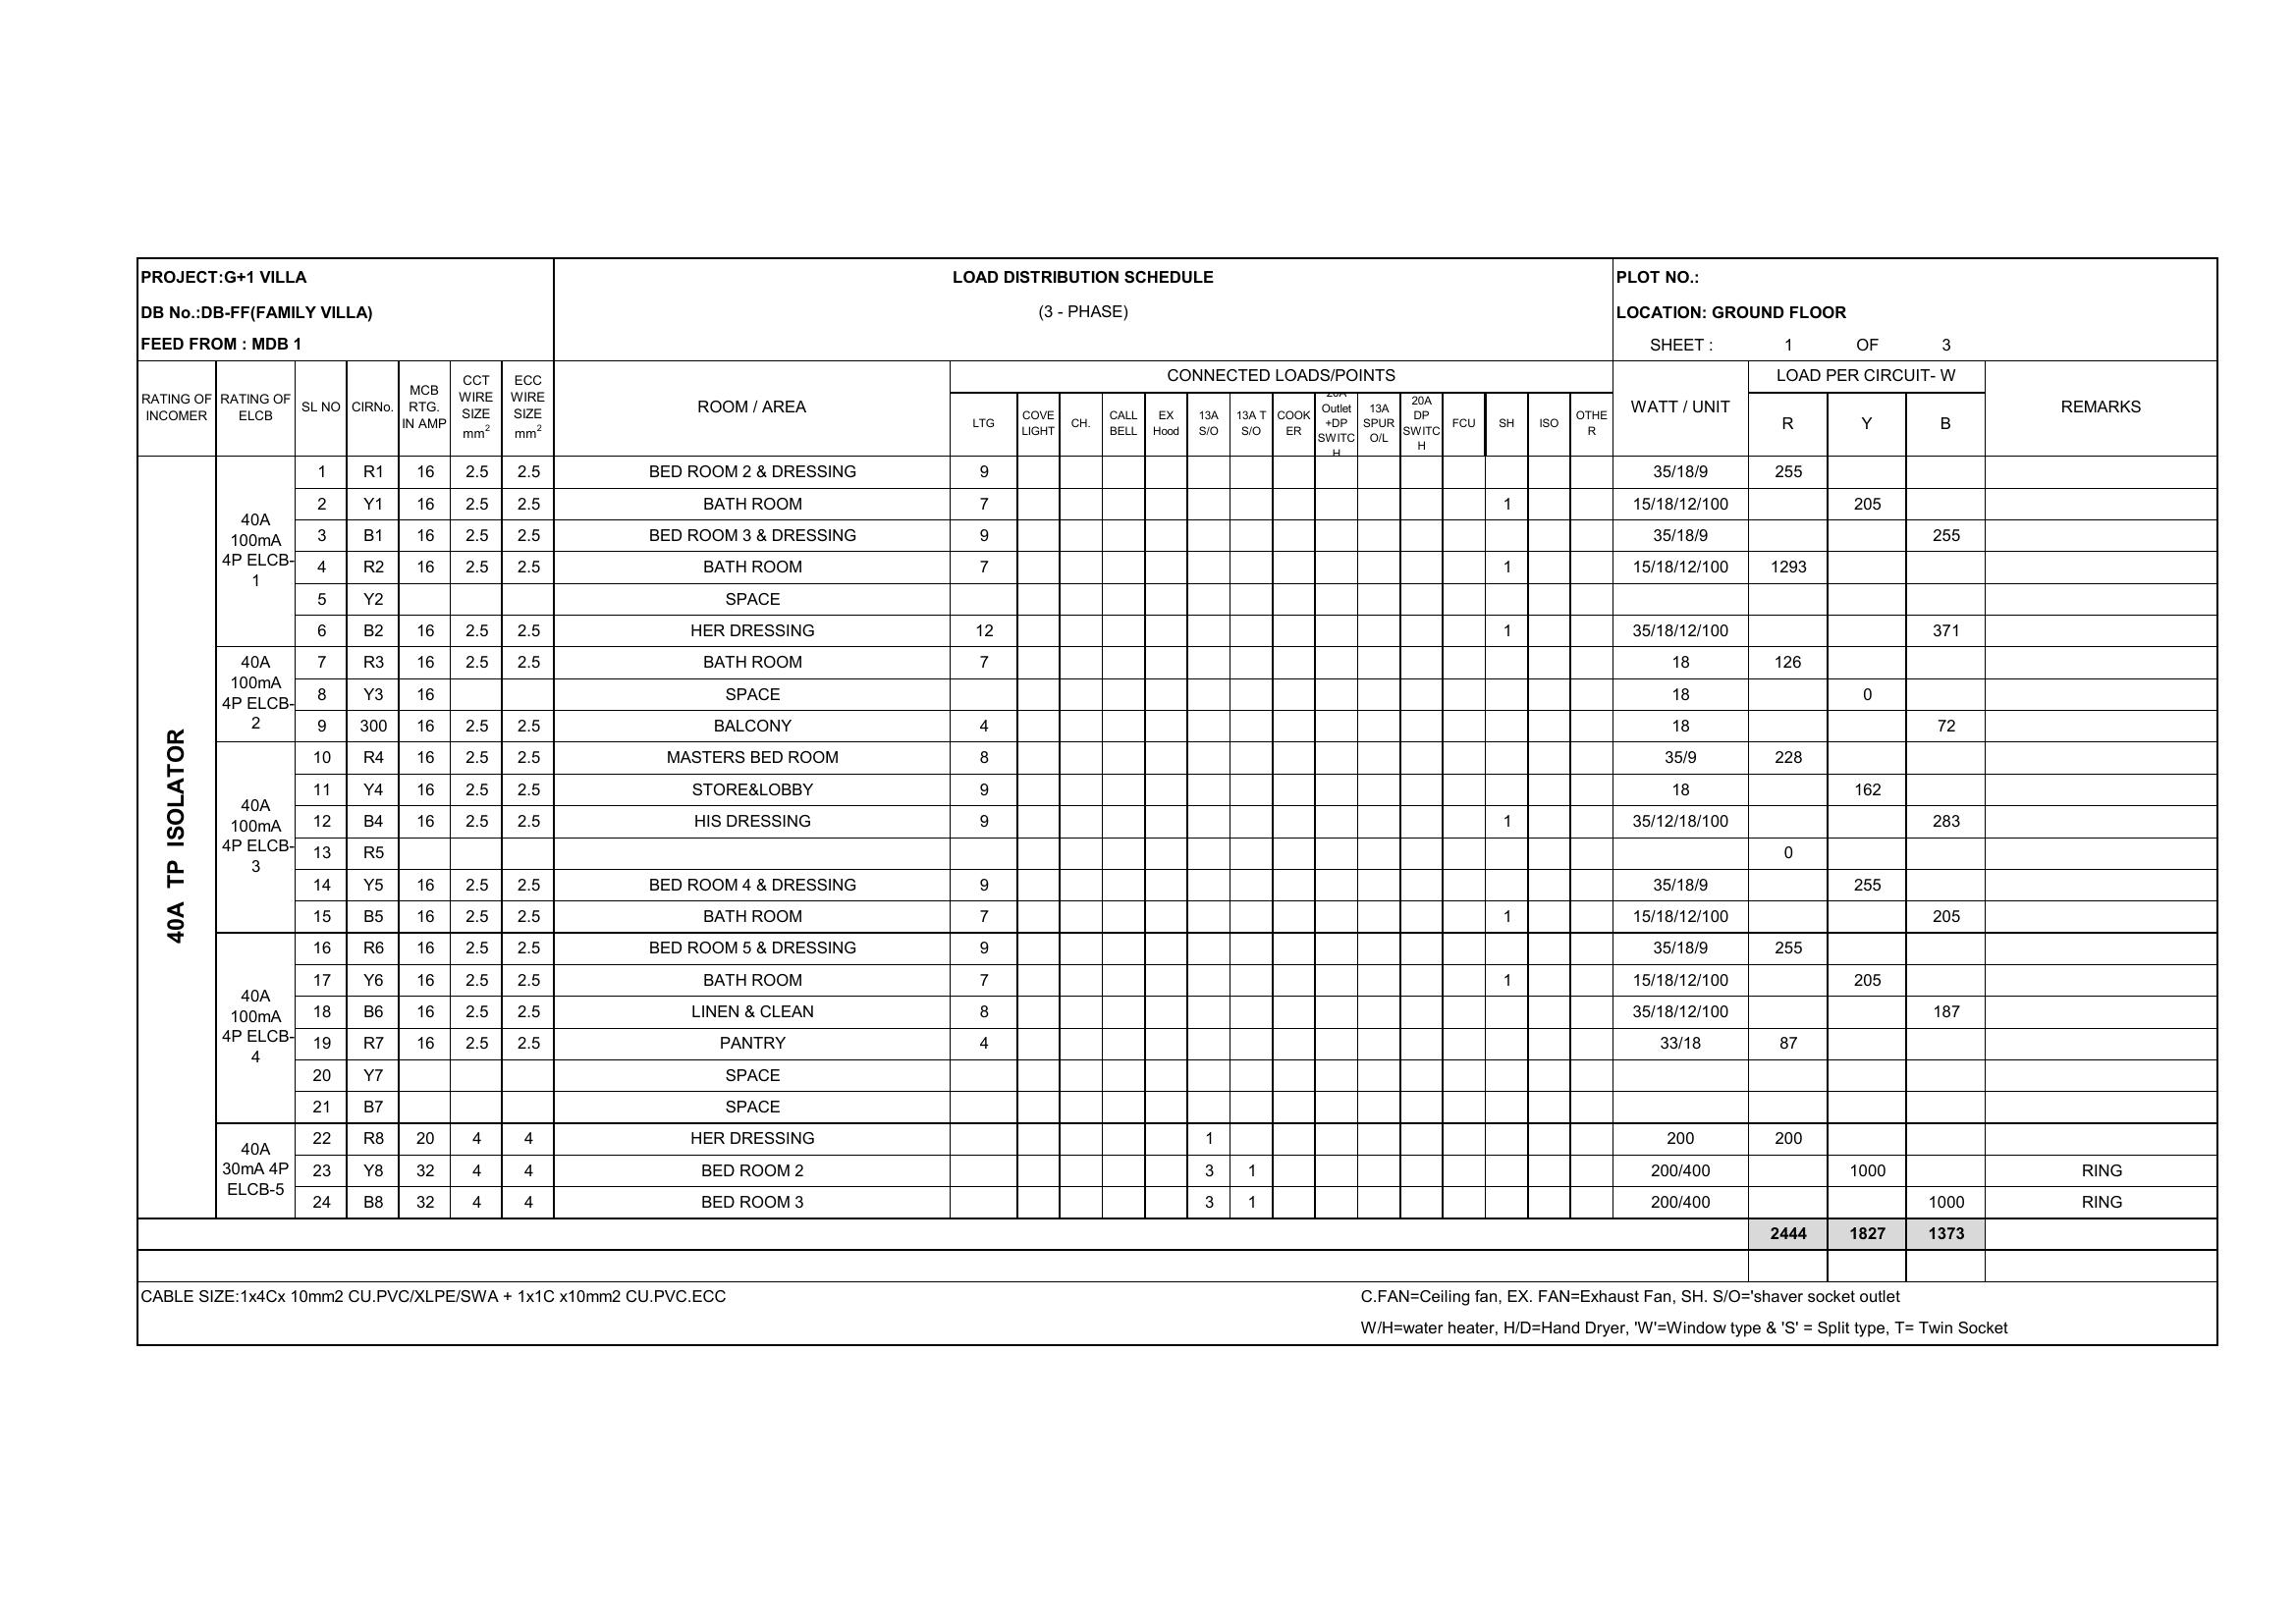 PROJECT:G+1 VILLA
LOAD DISTRIBUTION SCHEDULE
PLOT NO.:
DB No.:DB-FF(FAMILY VILLA)
(3 - PHASE)
LOCATION: GROUND FLOOR
FEED FROM : MDB 1
SHEET : 1 OF 3
RATING OF INCOMER
RATING OF ELCB
SL NO
CIRNo.
MCB RTG. IN AMP
CCT WIRE SIZE mm2
ECC WIRE SIZE mm2
ROOM / AREA
CONNECTED LOADS/POINTS
LTG
COVE LIGHT
CH.
CALL BELL
EX Hood
13A S/O
13A T S/O
COOK ER
20A Outlet +DP SWITC H
13A SPUR O/L
20A DP SWITC H
FCU
SH
ISO
OTHE R
WATT / UNIT
LOAD PER CIRCUIT- W
R Y B
REMARKS
40A TP ISOLATOR
40A 100mA 4P ELCB-1
1 R1 16 2.5 2.5 BED ROOM 2 & DRESSING 9 35/18/9 255
2 Y1 16 2.5 2.5 BATH ROOM 7 1 15/18/12/100 205
3 B1 16 2.5 2.5 BED ROOM 3 & DRESSING 9 35/18/9 255
4 R2 16 2.5 2.5 BATH ROOM 7 1 15/18/12/100 1293
5 Y2 SPACE
6 B2 16 2.5 2.5 HER DRESSING 12 1 35/18/12/100 371
40A 100mA 4P ELCB-2
7 R3 16 2.5 2.5 BATH ROOM 7 18 126
8 Y3 16 SPACE 18 0
9 300 16 2.5 2.5 BALCONY 4 18 72
40A 100mA 4P ELCB-3
10 R4 16 2.5 2.5 MASTERS BED ROOM 8 35/9 228
11 Y4 16 2.5 2.5 STORE&LOBBY 9 18 162
12 B4 16 2.5 2.5 HIS DRESSING 9 1 35/12/18/100 283
13 R5 0
14 Y5 16 2.5 2.5 BED ROOM 4 & DRESSING 9 35/18/9 255
15 B5 16 2.5 2.5 BATH ROOM 7 1 15/18/12/100 205
40A 100mA 4P ELCB-4
16 R6 16 2.5 2.5 BED ROOM 5 & DRESSING 9 35/18/9 255
17 Y6 16 2.5 2.5 BATH ROOM 7 1 15/18/12/100 205
18 B6 16 2.5 2.5 LINEN & CLEAN 8 35/18/12/100 187
19 R7 16 2.5 2.5 PANTRY 4 33/18 87
20 Y7 SPACE
21 B7 SPACE
40A 30mA 4P ELCB-5
22 R8 20 4 4 HER DRESSING 1 200 200
23 Y8 32 4 4 BED ROOM 2 3 1 200/400 1000 RING
24 B8 32 4 4 BED ROOM 3 3 1 200/400 1000 RING
2444 1827 1373
CABLE SIZE:1x4Cx 10mm2 CU.PVC/XLPE/SWA + 1x1C x10mm2 CU.PVC.ECC
C.FAN=Ceiling fan, EX. FAN=Exhaust Fan, SH. S/O='shaver socket outlet
W/H=water heater, H/D=Hand Dryer, 'W'=Window type & 'S' = Split type, T= Twin Socket